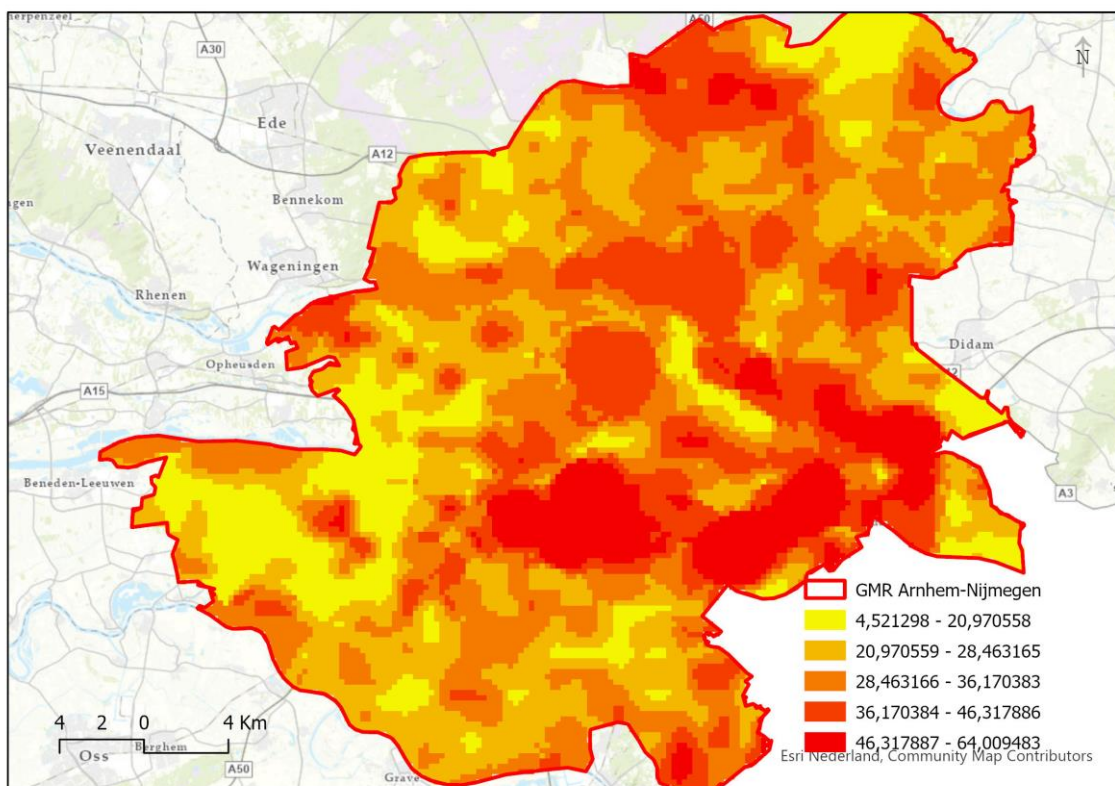 herpenzeel
A30
A50
N
Ede
Veenendaal
A12
Bennekom
Wageningen
Rhenen
Opheusden
Didam
A15
Beneden-Leeuwen
A3
GMR Arnhem-Nijmegen
4,521298 - 20,970558
20,970559 - 28,463165
28,463166 - 36,170383
36,170384 - 46,317886
46,317887 - 64,009483
4 2 0 4 Km
Berghem
Oss
A50
Grave
Esri Nederland, Community Map Contributors